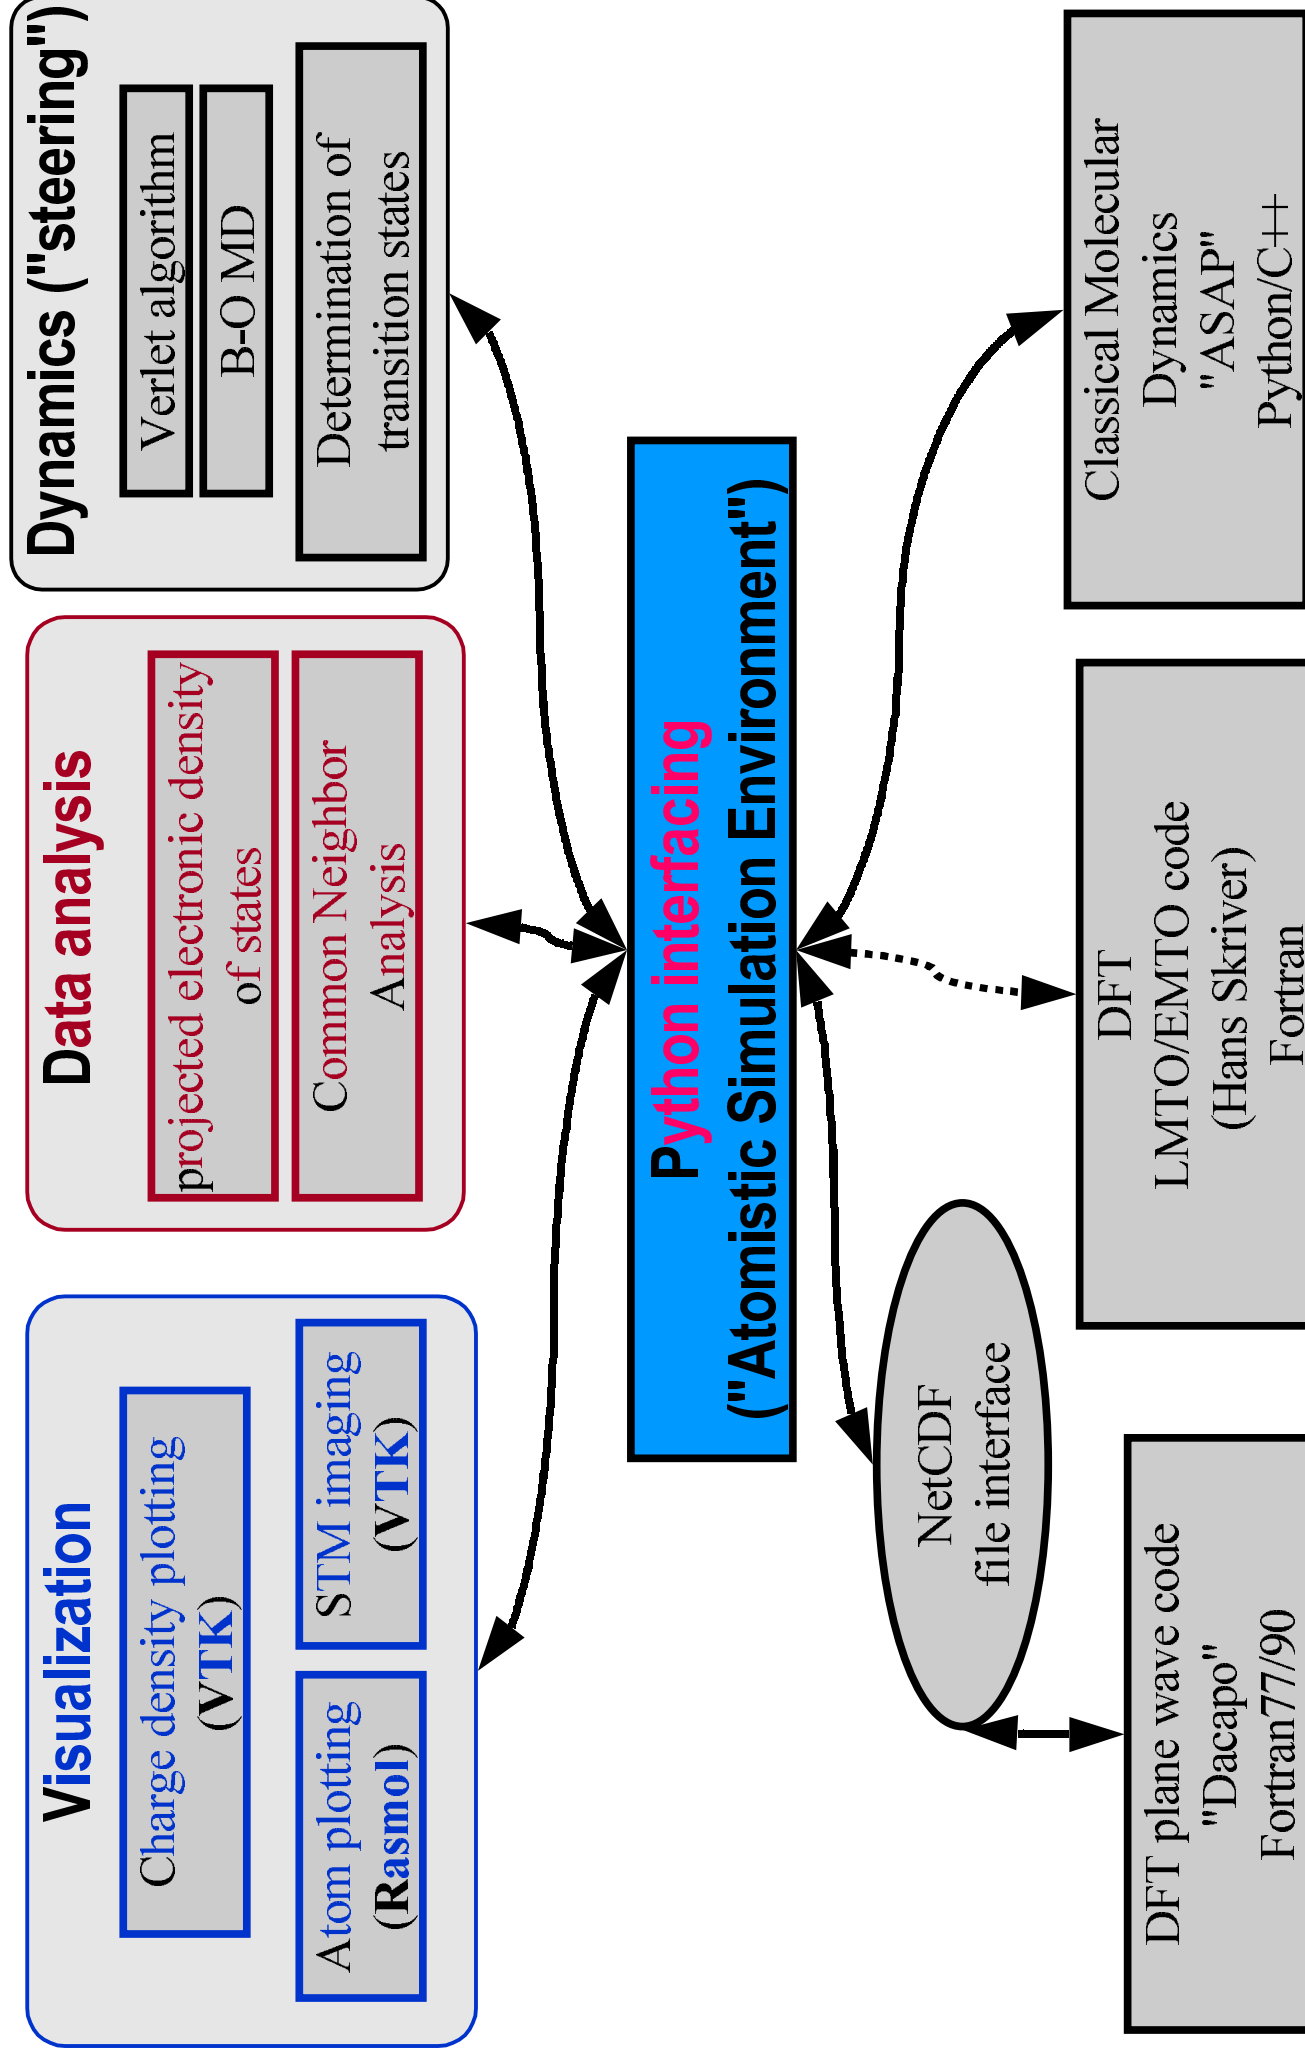 Visualization
Charge density plotting
(VTK)
Atom plotting
(Rasmol)
STM imaging
(VTK)
Data analysis
projected electronic density
of states
Common Neighbor
Analysis
Dynamics ("steering")
Verlet algorithm
B-O MD
Determination of
transition states
Python interfacing
("Atomistic Simulation Environment")
NetCDF
file interface
DFT plane wave code
"Dacapo"
Fortran77/90
DFT
LMTO/EMTO code
(Hans Skriver)
Fortran
Classical Molecular
Dynamics
"ASAP"
Python/C++